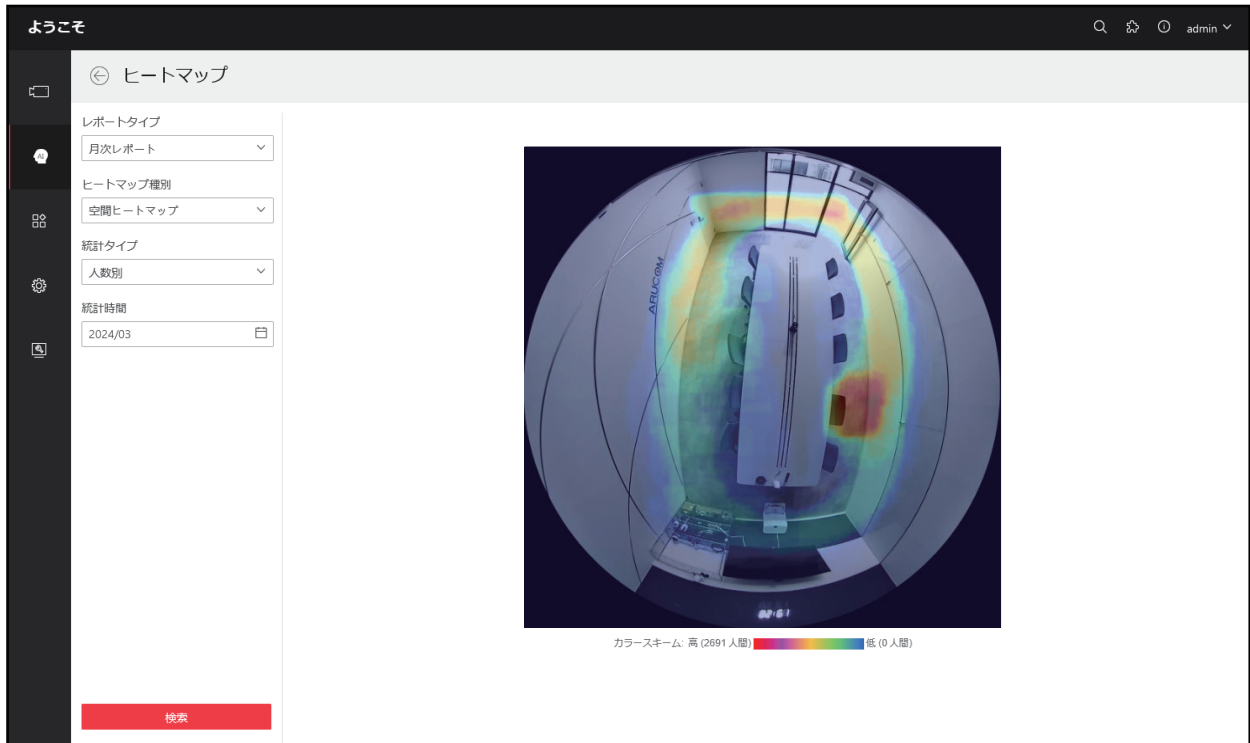 ようこそ
admin
ヒートマップ
AI
レポートタイプ
月次レポート
ヒートマップ種別
空間ヒートマップ
統計タイプ
人数別
統計時間
2024/03
検索
ARUCOM
カラースキーム: 高 (2691 人間)
低 (0 人間)